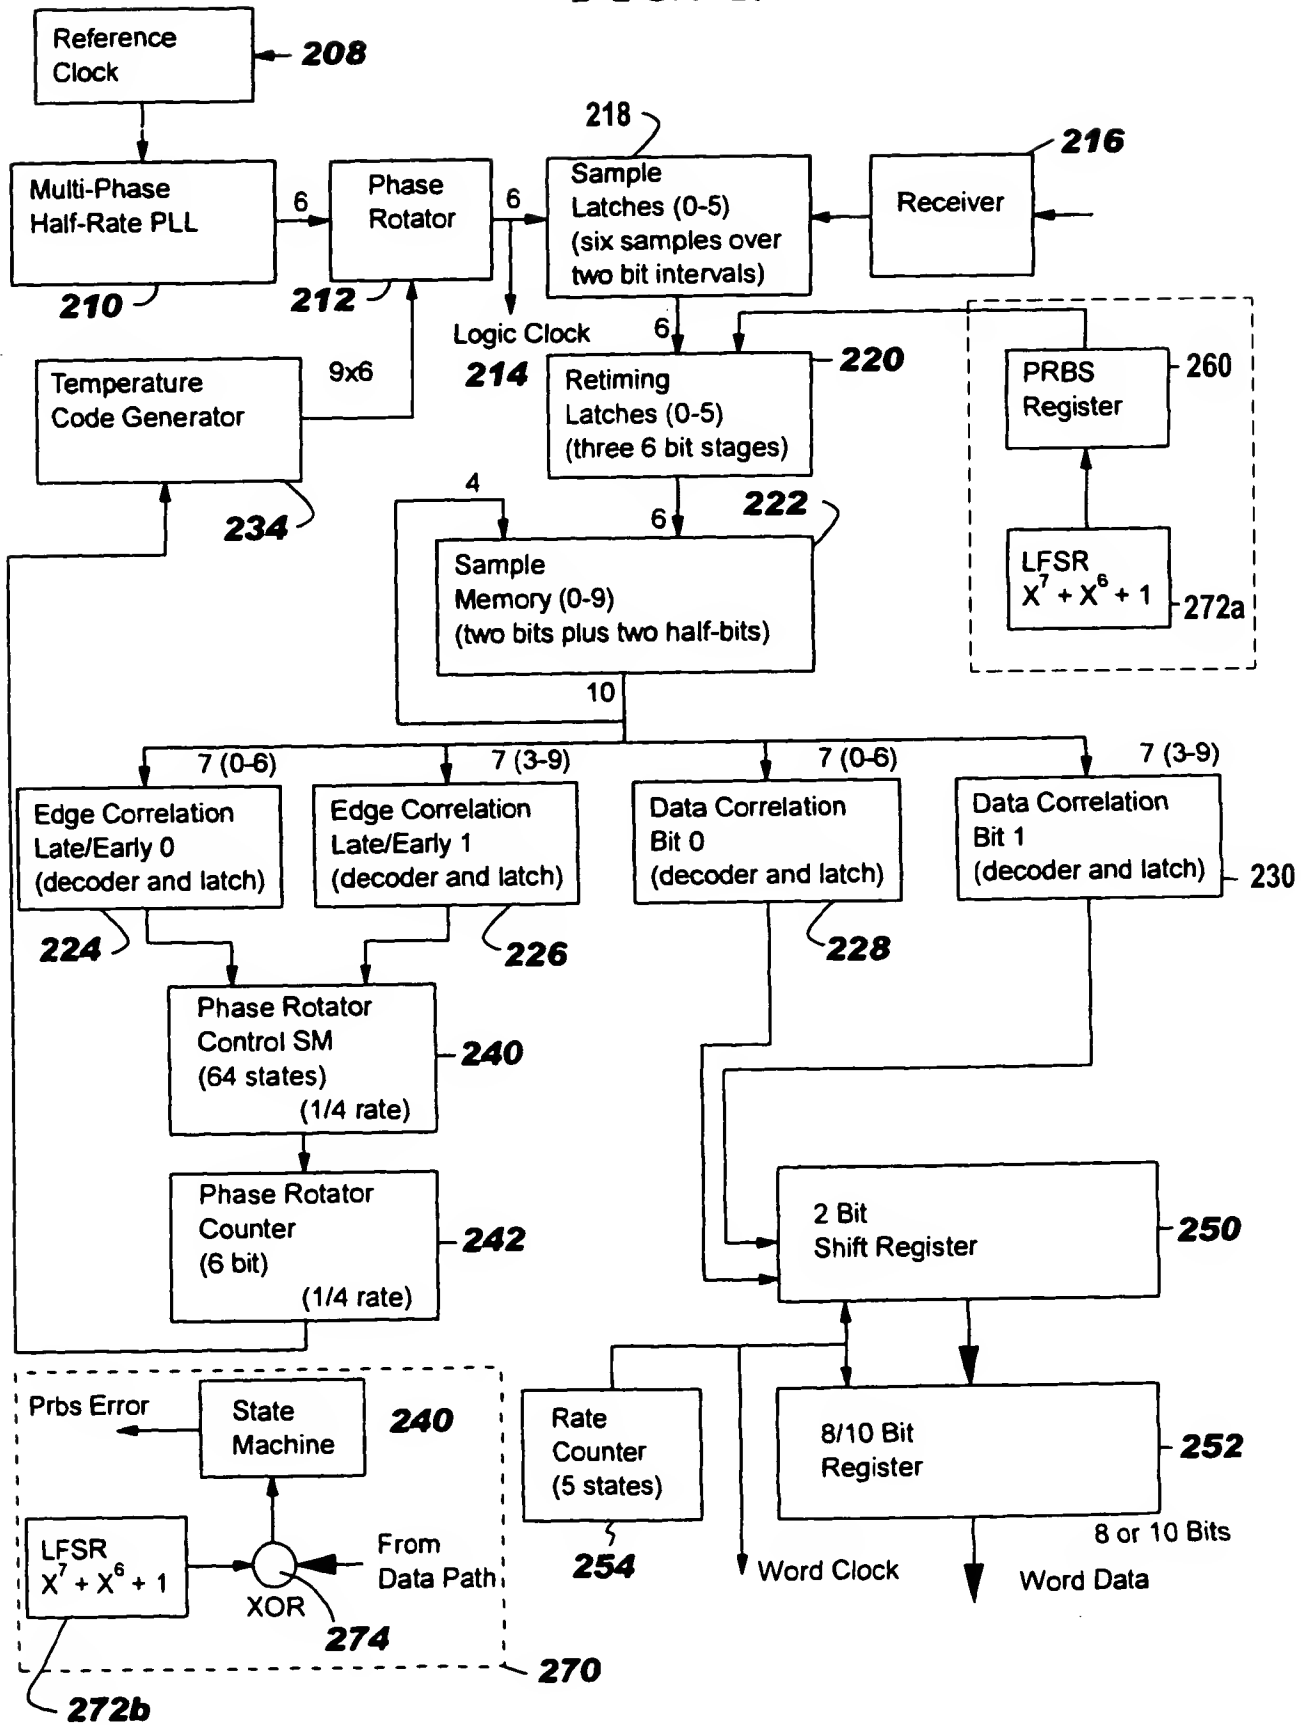 Reference
Clock
208
218
216
Multi-Phase
Half-Rate PLL
6
Phase
Rotator
6
Sample
Latches (0-5)
(six samples over
two bit intervals)
Receiver
210
212
Logic Clock
214
6
220
Temperature
Code Generator
9x6
Retiming
Latches (0-5)
(three 6 bit stages)
PRBS
Register
260
234
4
6
222
Sample
Memory (0-9)
(two bits plus two half-bits)
LFSR
X⁷ + X⁶ + 1
272a
10
7 (0-6)
7 (3-9)
7 (0-6)
7 (3-9)
Edge Correlation
Late/Early 0
(decoder and latch)
Edge Correlation
Late/Early 1
(decoder and latch)
Data Correlation
Bit 0
(decoder and latch)
Data Correlation
Bit 1
(decoder and latch)
224
226
228
230
Phase Rotator
Control SM
(64 states)
(1/4 rate)
240
Phase Rotator
Counter
(6 bit)
(1/4 rate)
242
2 Bit
Shift Register
250
Prbs Error
State
Machine
240
Rate
Counter
(5 states)
8/10 Bit
Register
252
254
8 or 10 Bits
Word Clock
Word Data
LFSR
X⁷ + X⁶ + 1
XOR
From
Data Path
274
270
272b